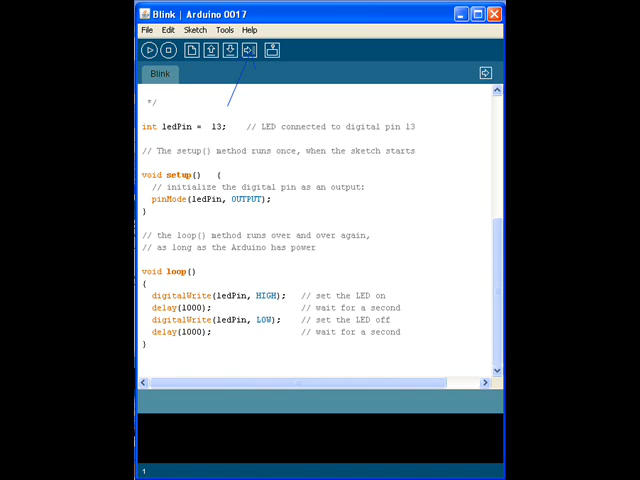 Blink | Arduino 0017
File Edit Sketch Tools Help
Blink
*/
int ledPin =  13;    // LED connected to digital pin 13
// The setup() method runs once, when the sketch starts
void setup()   {
// initialize the digital pin as an output:
pinMode(ledPin, OUTPUT);
}
// the loop() method runs over and over again,
// as long as the Arduino has power
void loop()
{
digitalWrite(ledPin, HIGH);   // set the LED on
delay(1000);                  // wait for a second
digitalWrite(ledPin, LOW);    // set the LED off
delay(1000);                  // wait for a second
}
1